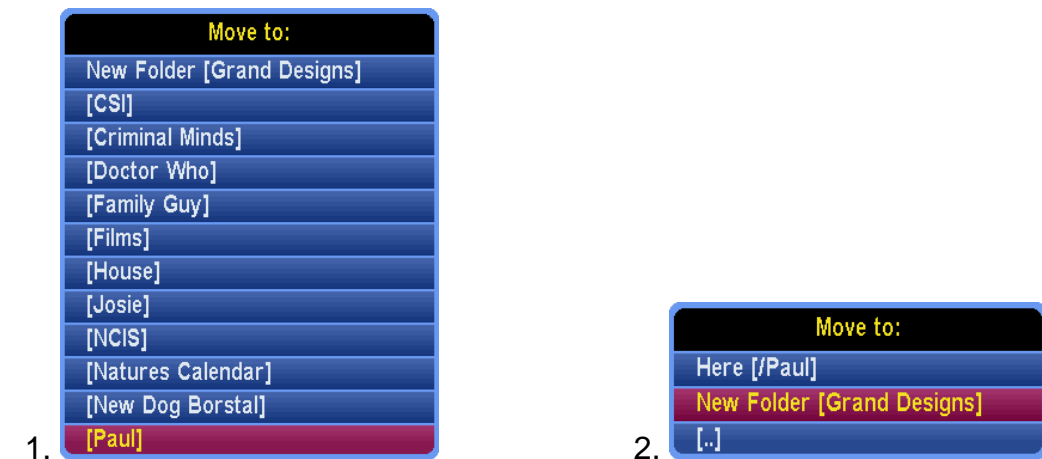 Move to:
New Folder [Grand Designs]
[CSI]
[Criminal Minds]
[Doctor Who]
[Family Guy]
[Films]
[House]
[Josie]
[NCIS]
[Natures Calendar]
[New Dog Borstal]
1. [Paul]
Move to:
Here [/Paul]
New Folder [Grand Designs]
2. [..]